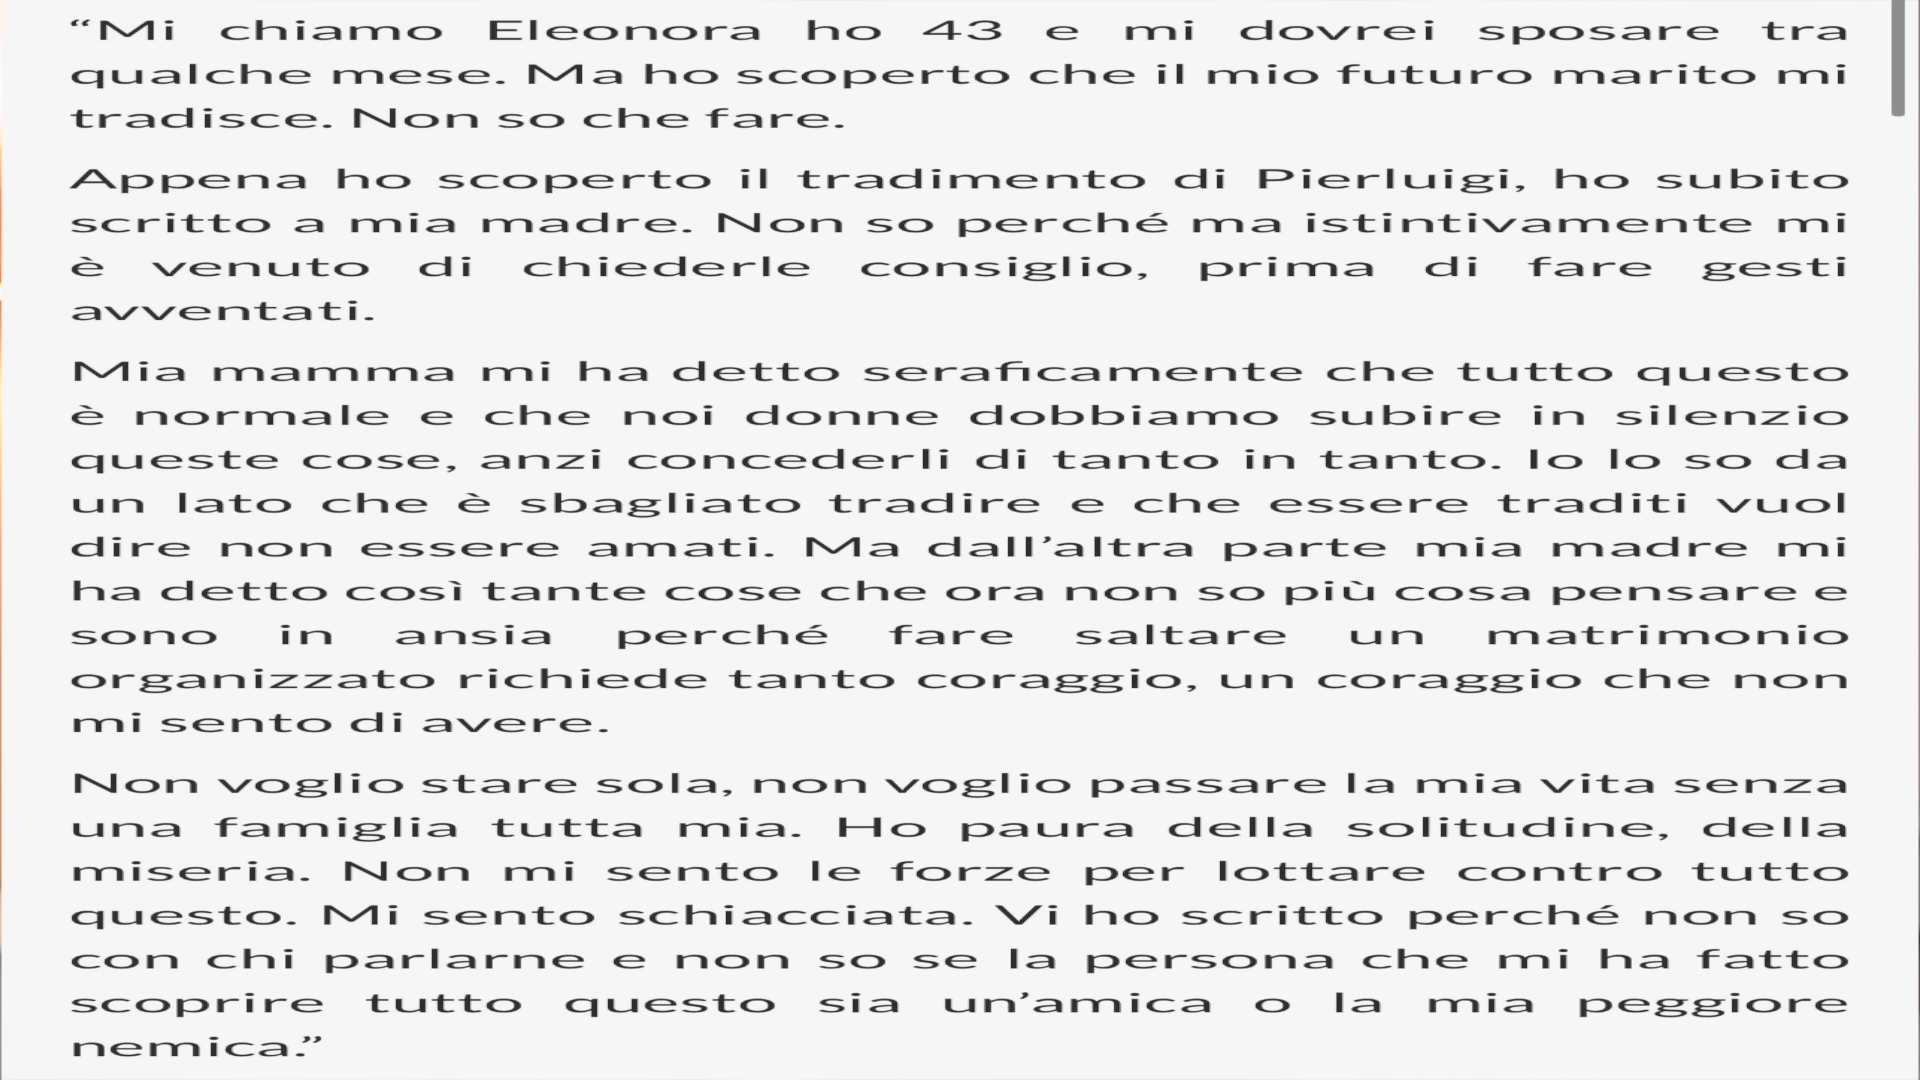 “Mi chiamo Eleonora ho 43 e mi dovrei sposare tra
qualche mese. Ma ho scoperto che il mio futuro marito mi
tradisce. Non so che fare.
Appena ho scoperto il tradimento di Pierluigi, ho subito
scritto a mia madre. Non so perché ma istintivamente mi
è venuto di chiederle consiglio, prima di fare gesti
avventati.
Mia mamma mi ha detto seraficamente che tutto questo
è normale e che noi donne dobbiamo subire in silenzio
queste cose, anzi concederli di tanto in tanto. Io lo so da
un lato che è sbagliato tradire e che essere traditi vuol
dire non essere amati. Ma dall’altra parte mia madre mi
ha detto così tante cose che ora non so più cosa pensare e
sono in ansia perché fare saltare un matrimonio
organizzato richiede tanto coraggio, un coraggio che non
mi sento di avere.
Non voglio stare sola, non voglio passare la mia vita senza
una famiglia tutta mia. Ho paura della solitudine, della
miseria. Non mi sento le forze per lottare contro tutto
questo. Mi sento schiacciata. Vi ho scritto perché non so
con chi parlarne e non so se la persona che mi ha fatto
scoprire tutto questo sia un’amica o la mia peggiore
nemica.”